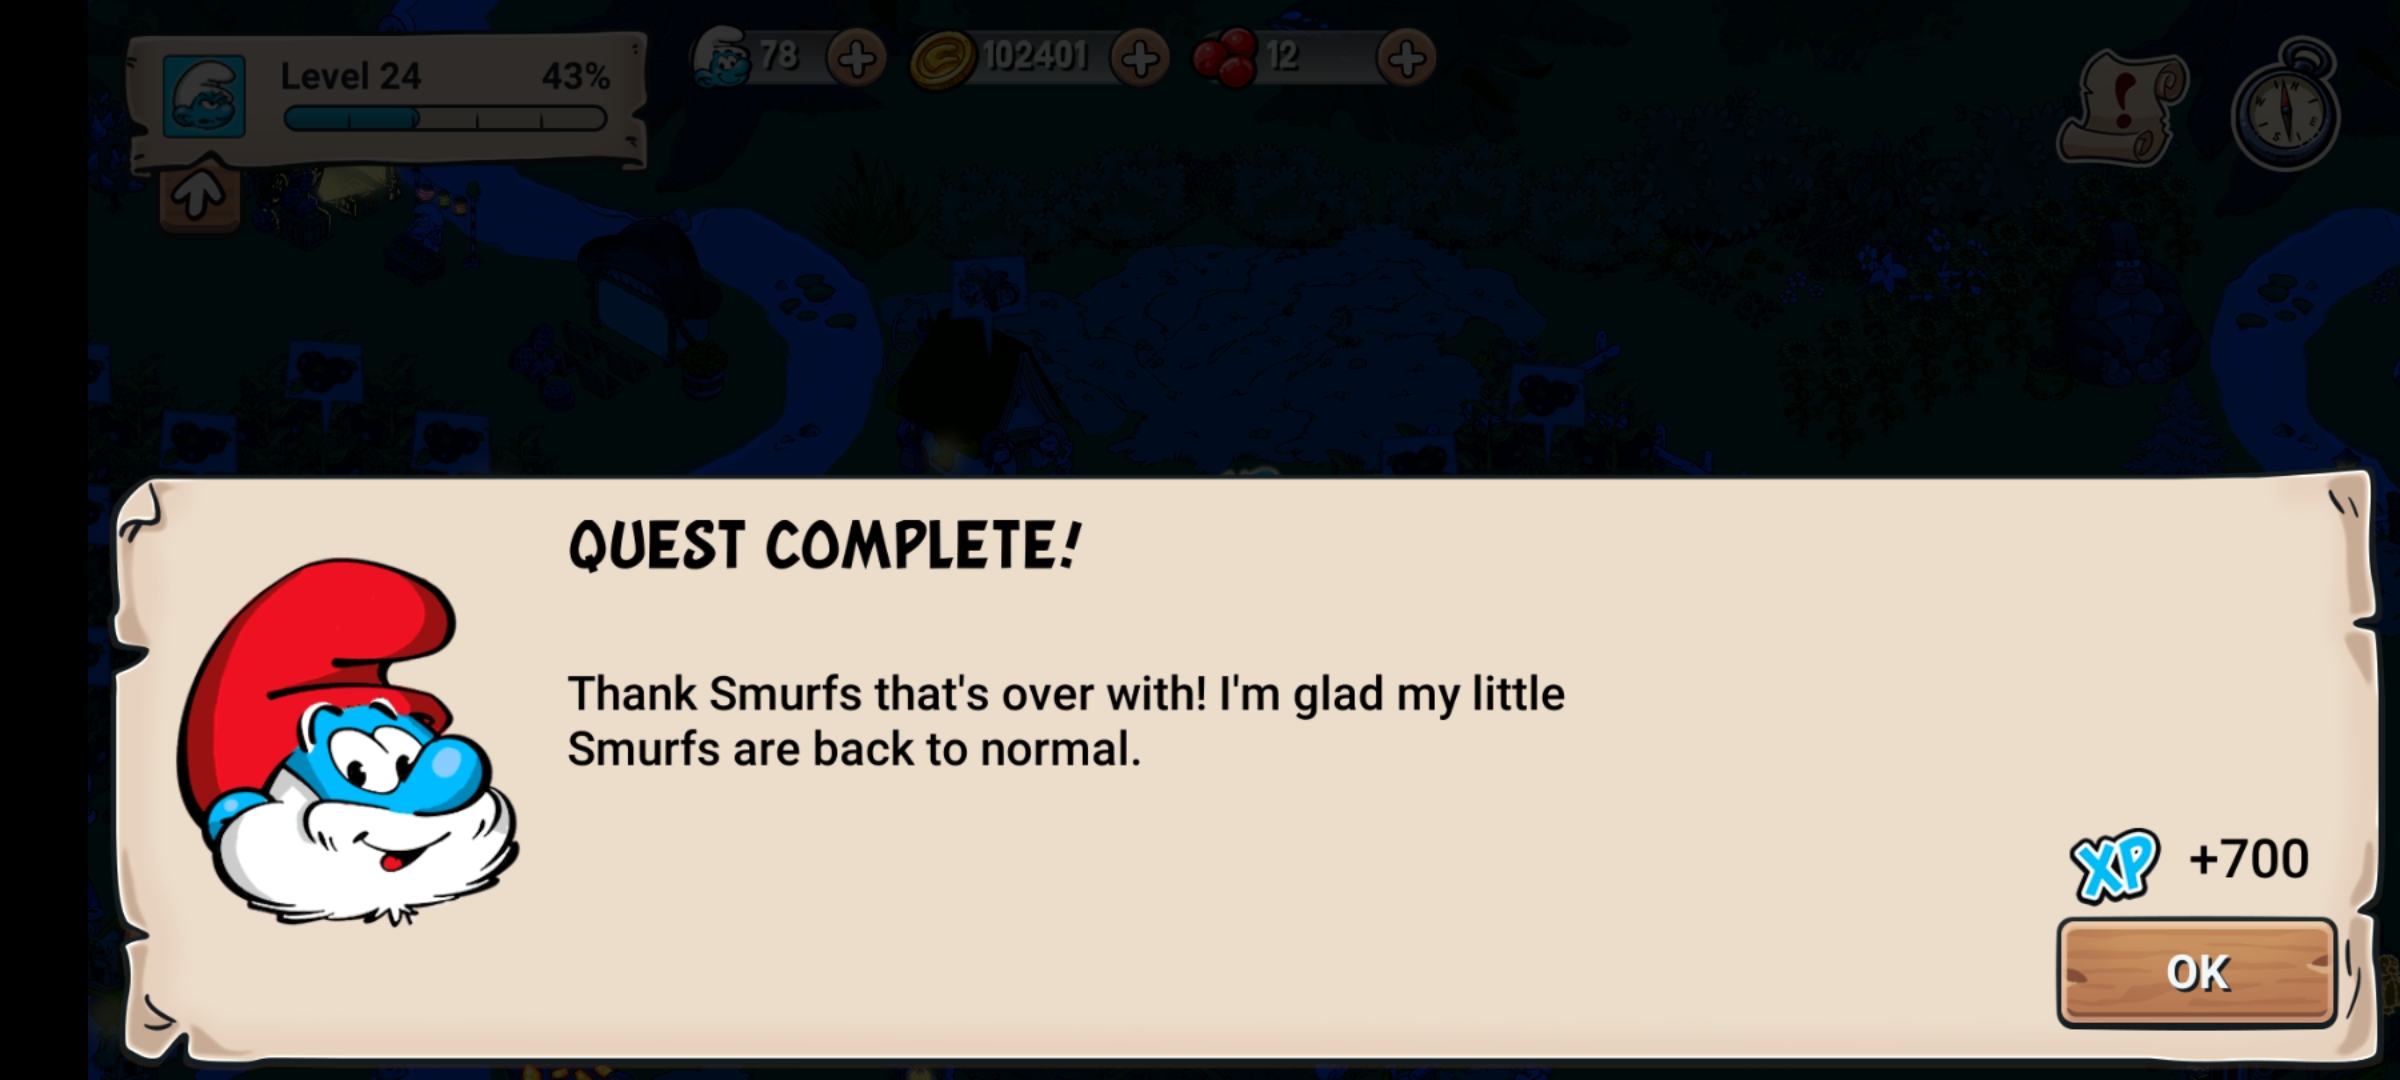 Level 24 43%
78
102401
12
QUEST COMPLETE!
Thank Smurfs that's over with! I'm glad my little
Smurfs are back to normal.
XP +700
OK